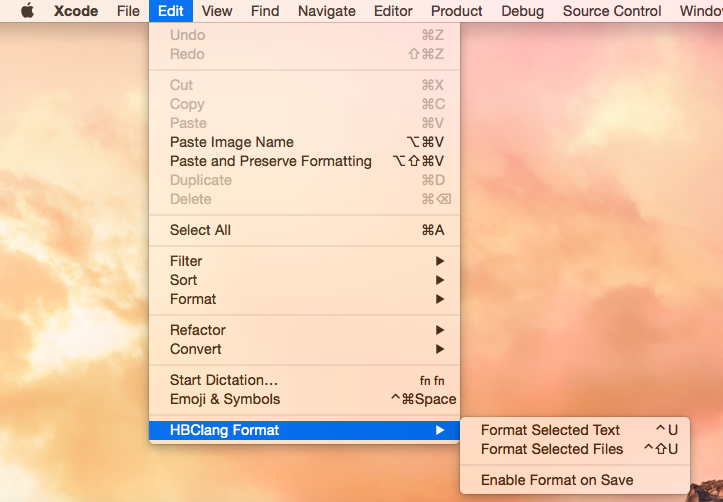 Xcode File Edit View Find Navigate Editor Product Debug Source Control Window
Undo ⌘Z
Redo ⇧⌘Z
Cut ⌘X
Copy ⌘C
Paste ⌘V
Paste Image Name ⌥⌘V
Paste and Preserve Formatting ⌥⇧⌘V
Duplicate ⌘D
Delete ⌘⌫
Select All ⌘A
Filter ▶
Sort ▶
Format ▶
Refactor ▶
Convert ▶
Start Dictation... fn fn
Emoji & Symbols ^⌘Space
HBClang Format ▶
Format Selected Text ^U
Format Selected Files ^⇧U
Enable Format on Save